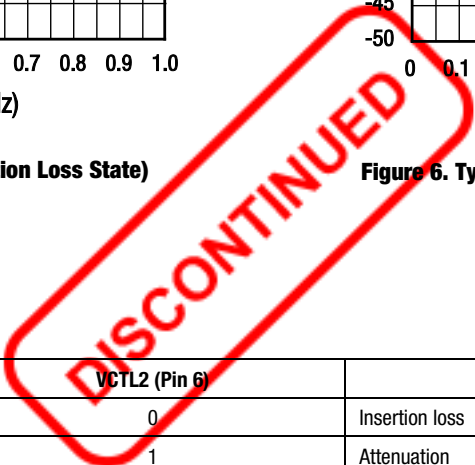 -45
-50
0.7 0.8 0.9 1.0
0 0.1
z)
ion Loss State)
Figure 6. Ty
DISCONTINUED
VCTL2 (Pin 6)
0 Insertion loss
1 Attenuation